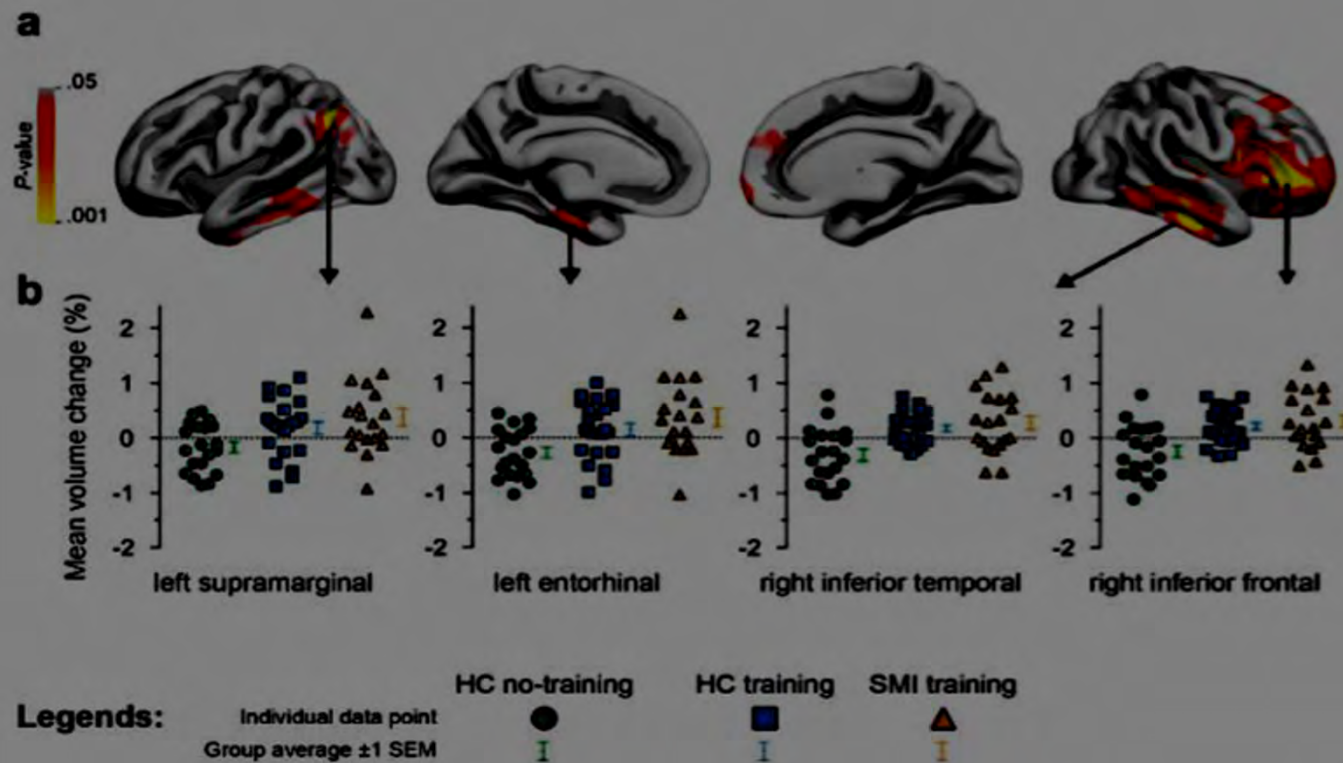 a
.05
P-value
.001
b
Mean volume change (%)
2
1
0
-1
-2
left supramarginal
2
1
0
-1
-2
left entorhinal
2
1
0
-1
-2
right inferior temporal
2
1
0
-1
-2
right inferior frontal
HC no-training HC training SMI training
Legends:
Individual data point
Group average ±1 SEM